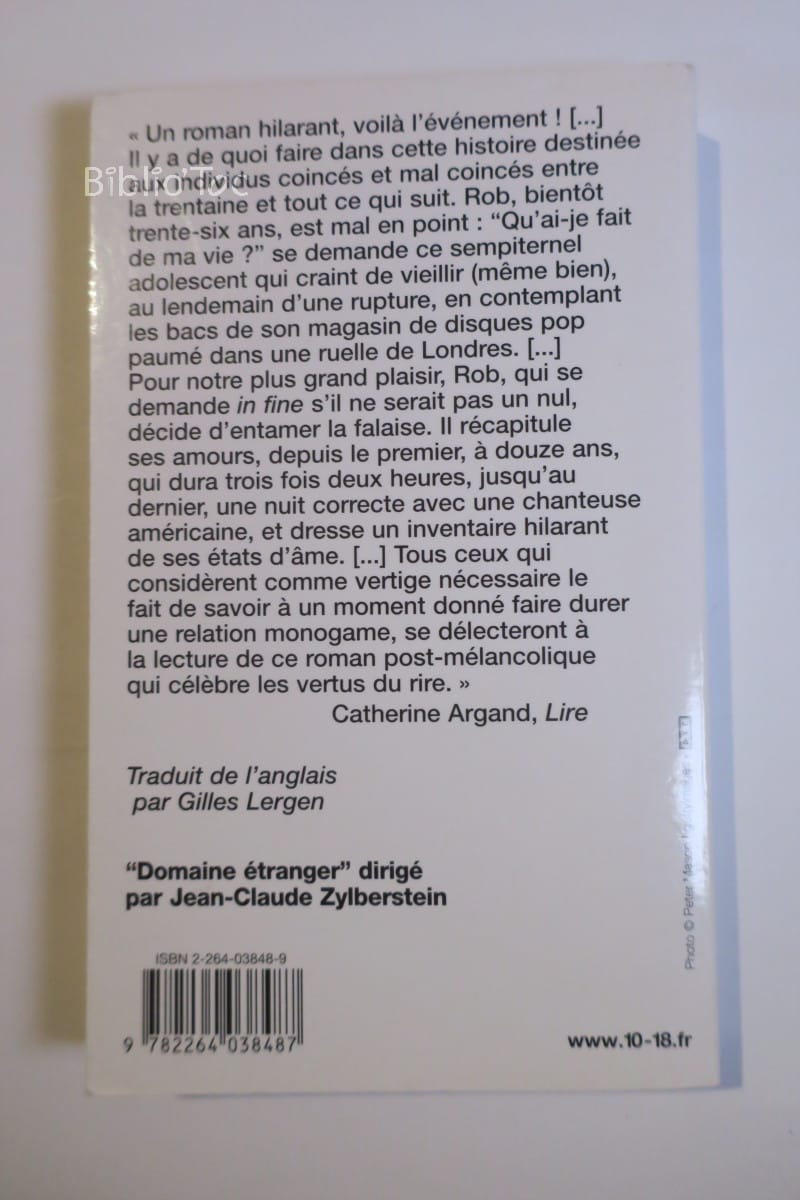 « Un roman hilarant, voilà l'événement ! [...]
Il y a de quoi faire dans cette histoire destinée
aux individus coincés et mal coincés entre
la trentaine et tout ce qui suit. Rob, bientôt
trente-six ans, est mal en point : “Qu'ai-je fait
de ma vie ?” se demande ce sempiternel
adolescent qui craint de vieillir (même bien),
au lendemain d'une rupture, en contemplant
les bacs de son magasin de disques pop
paumé dans une ruelle de Londres. [...]
Pour notre plus grand plaisir, Rob, qui se
demande in fine s'il ne serait pas un nul,
décide d'entamer la falaise. Il récapitule
ses amours, depuis le premier, à douze ans,
qui dura trois fois deux heures, jusqu'au
dernier, une nuit correcte avec une chanteuse
américaine, et dresse un inventaire hilarant
de ses états d'âme. [...] Tous ceux qui
considèrent comme vertige nécessaire le
fait de savoir à un moment donné faire durer
une relation monogame, se délecteront à
la lecture de ce roman post-mélancolique
qui célèbre les vertus du rire. »
Catherine Argand, Lire
Traduit de l'anglais
par Gilles Lergen
“Domaine étranger” dirigé
par Jean-Claude Zylberstein
ISBN 2-264-03848-9
9 782264 038487
www.10-18.fr
Photo © Peter
Biblio'Toc